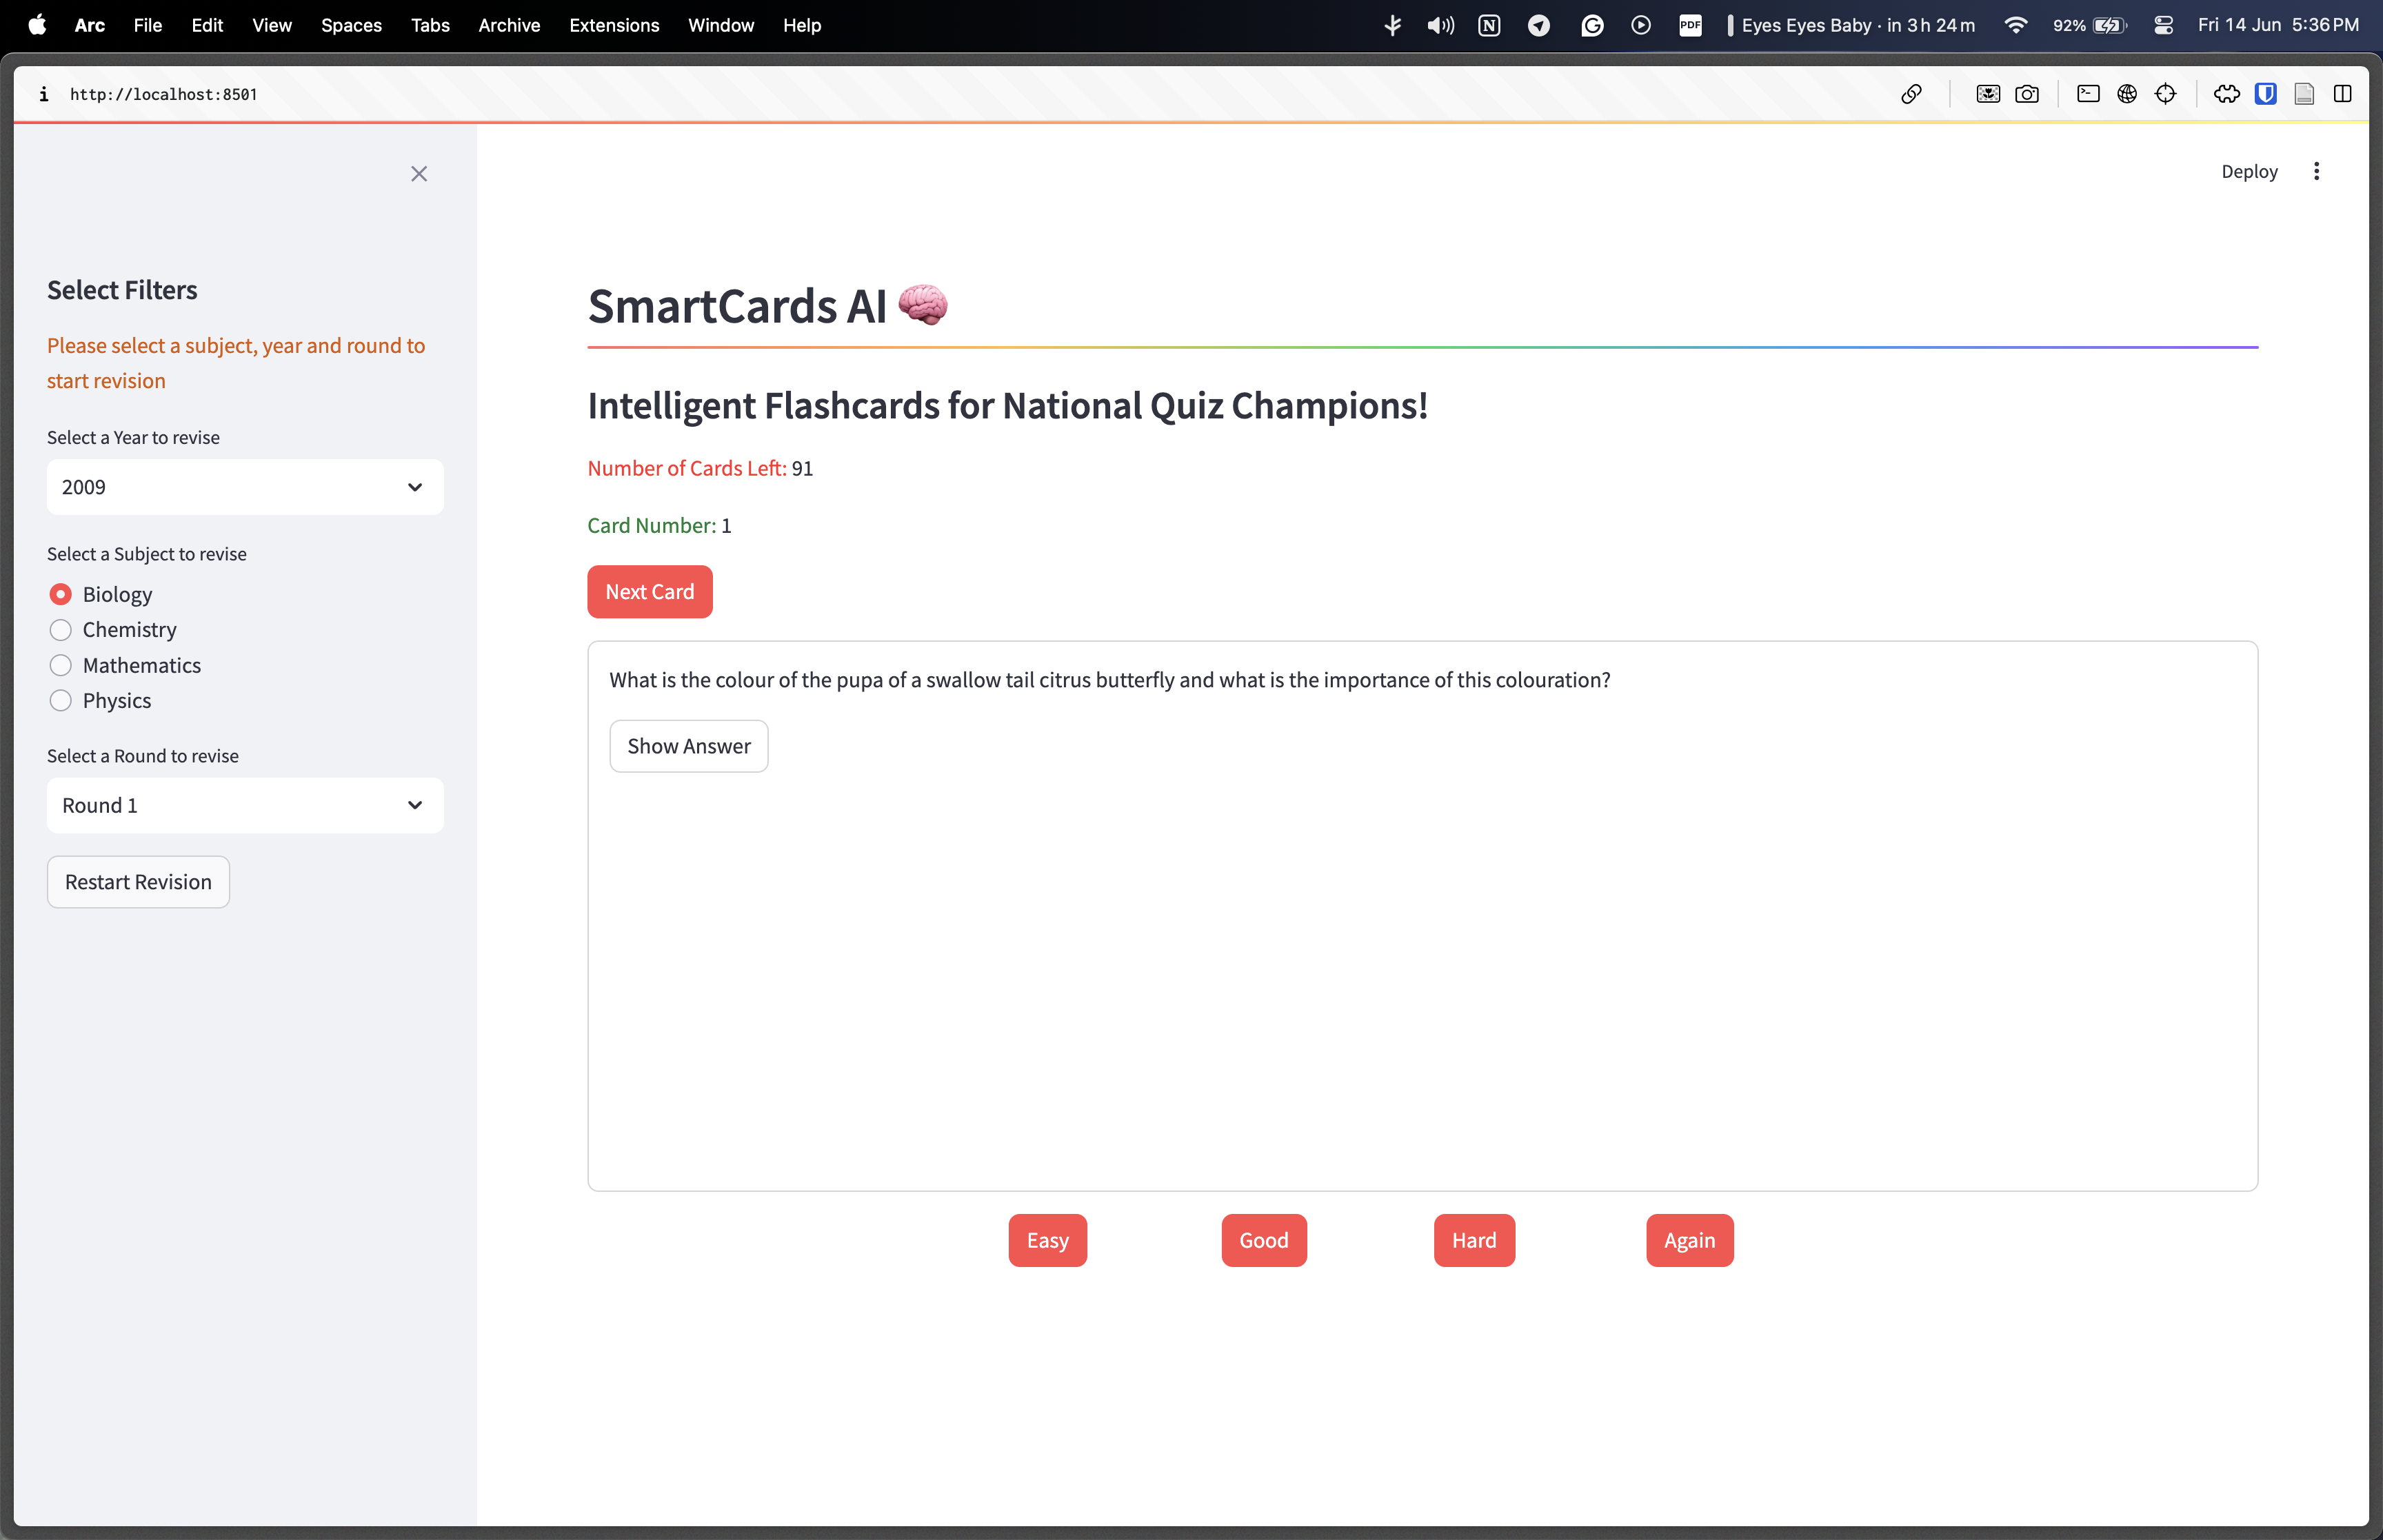 Arc File Edit View Spaces Tabs Archive Extensions Window Help N G PDF Eyes Eyes Baby · in 3 h 24 m 92% Fri 14 Jun 5:36 PM
i http://localhost:8501
Deploy
Select Filters
Please select a subject, year and round to
start revision
Select a Year to revise
2009
Select a Subject to revise
Biology
Chemistry
Mathematics
Physics
Select a Round to revise
Round 1
Restart Revision
SmartCards AI 🧠
Intelligent Flashcards for National Quiz Champions!
Number of Cards Left: 91
Card Number: 1
Next Card
What is the colour of the pupa of a swallow tail citrus butterfly and what is the importance of this colouration?
Show Answer
Easy Good Hard Again